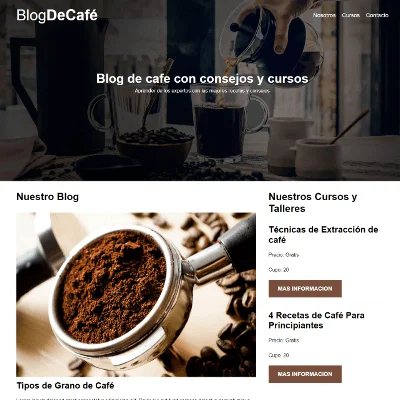 BlogDeCafé
Nosotros Cursos Contacto
Blog de cafe con consejos y cursos
Aprender de los expertos con las mejores recetas y consejos
Nuestro Blog
Nuestros Cursos y
Talleres
Técnicas de Extracción de
café
Precio: Gratis
Cupo: 20
MAS INFORMACION
4 Recetas de Café Para
Principiantes
Precio: Gratis
Cupo: 20
MAS INFORMACION
Tipos de Grano de Café